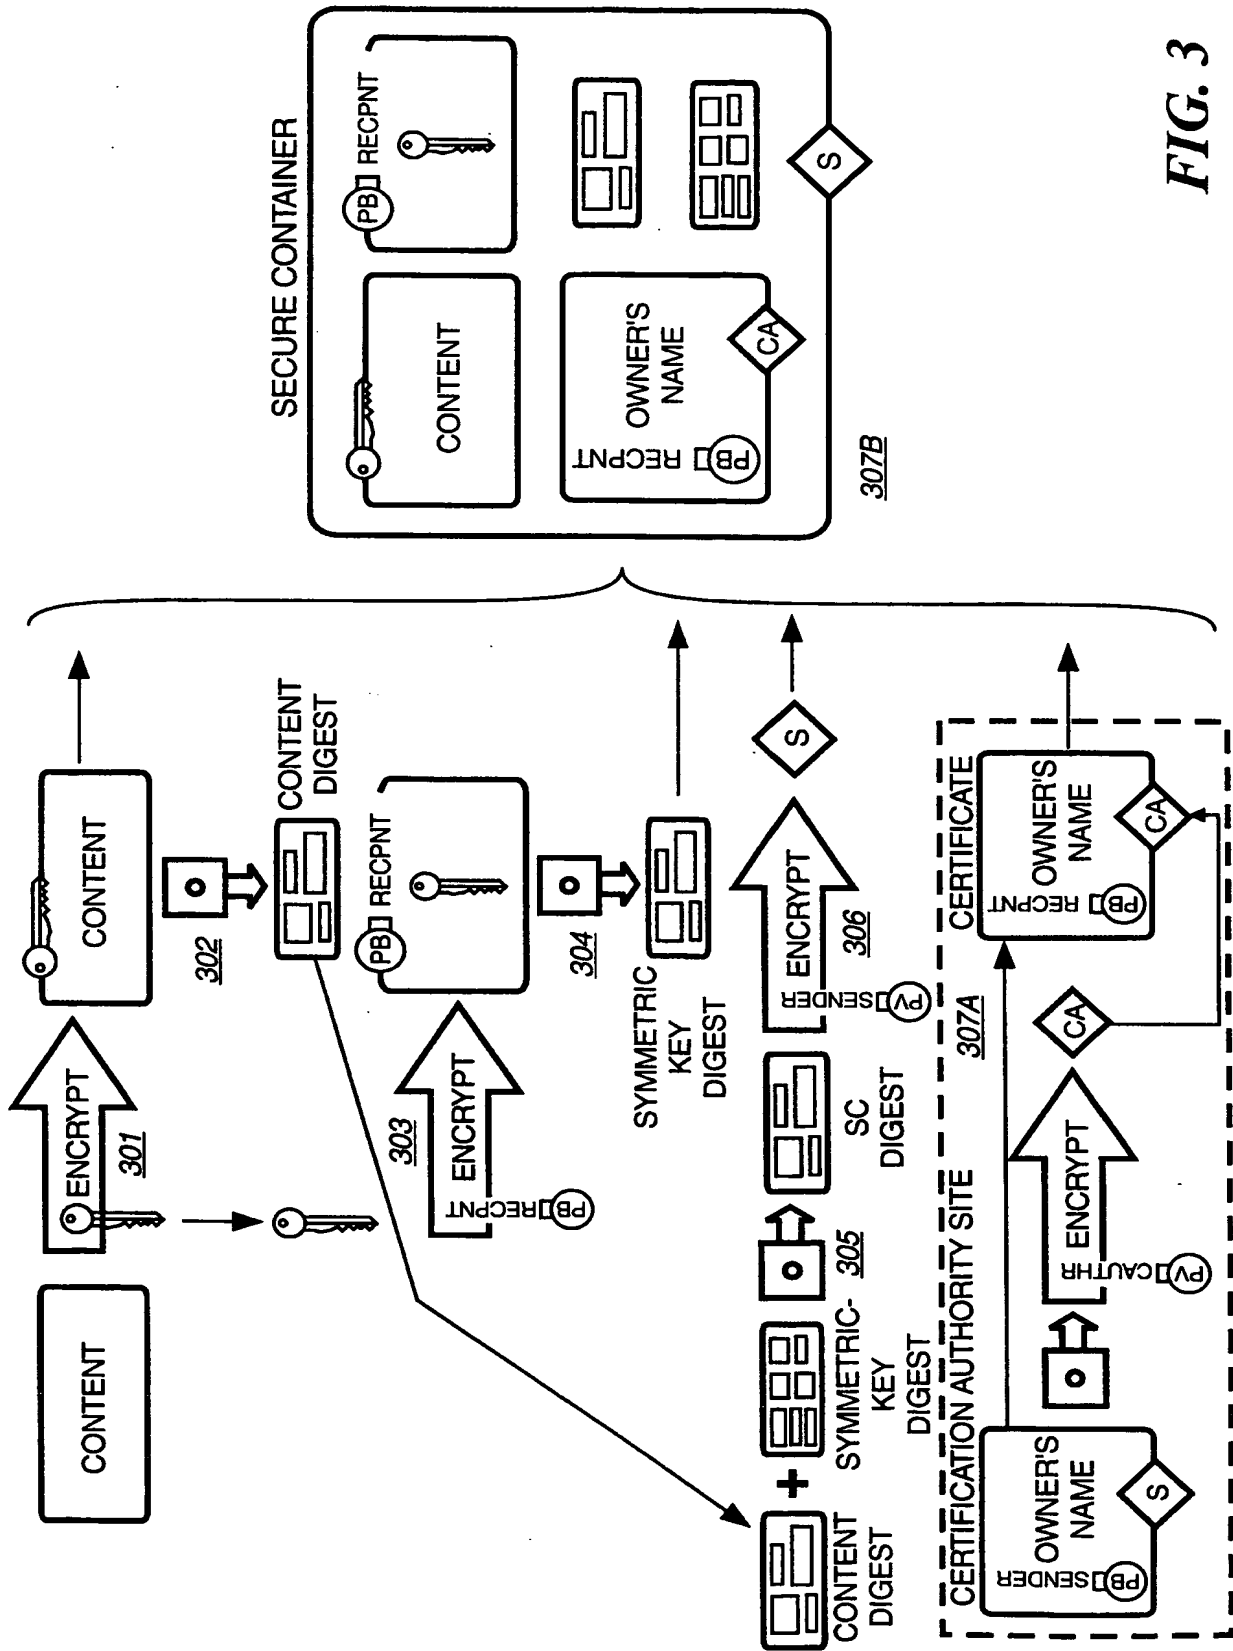 CONTENT
ENCRYPT
301
CONTENT
302
CONTENT
DIGEST
303
ENCRYPT
PB RECPNT
PB RECPNT
304
SYMMETRIC
KEY
DIGEST
CONTENT
DIGEST
+
SYMMETRIC-
KEY
DIGEST
305
SC
DIGEST
ENCRYPT
PV SENDER
306
S
CERTIFICATION AUTHORITY SITE
OWNER'S
NAME
PB SENDER
S
ENCRYPT
PV CAUTHR
CA
307A
CERTIFICATE
OWNER'S
NAME
PB RECPNT
CA
SECURE CONTAINER
CONTENT
PB RECPNT
OWNER'S
NAME
PB RECPNT
CA
S
307B
FIG. 3